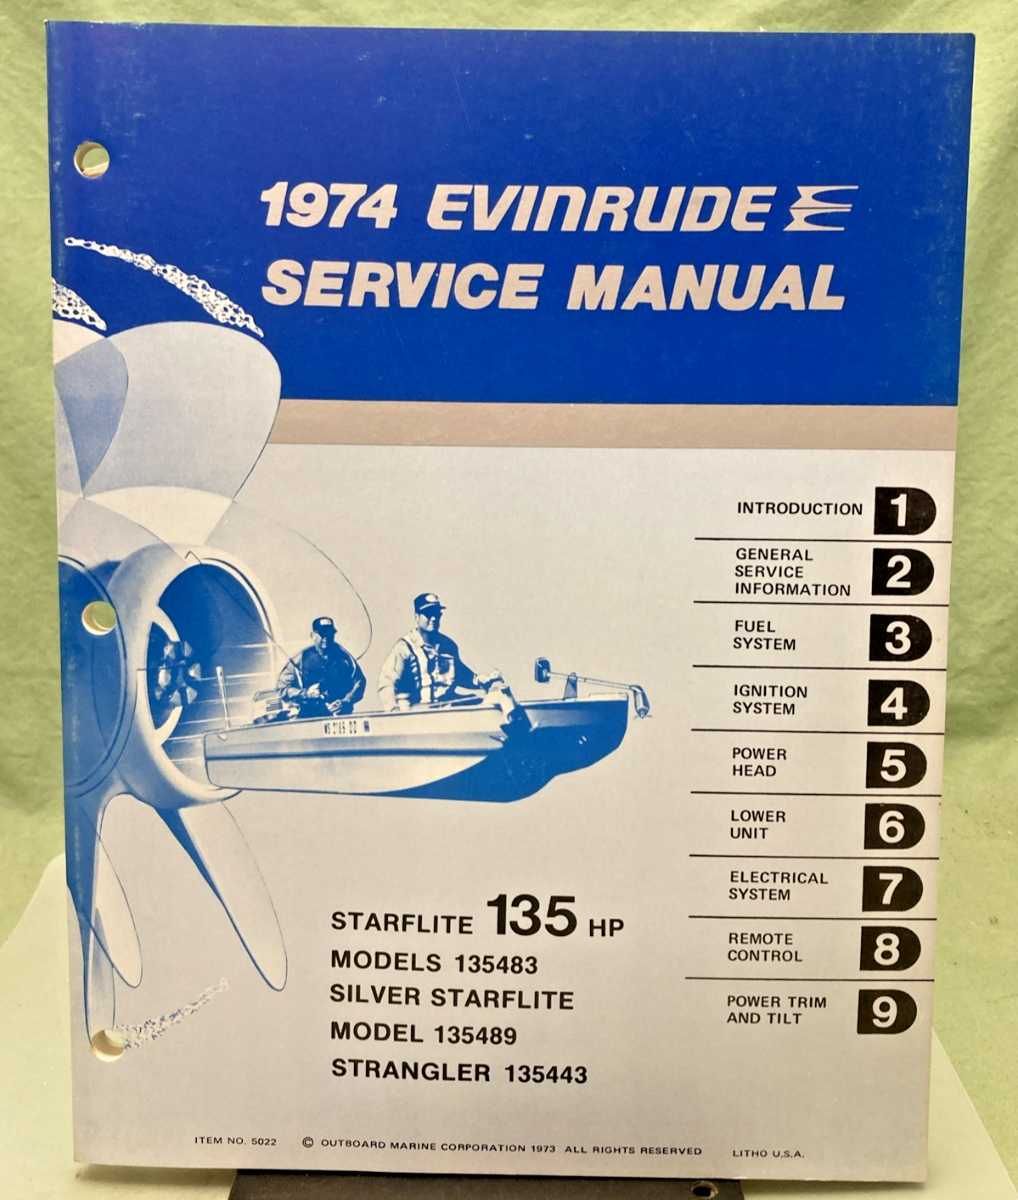 1974 EVINRUDE
SERVICE MANUAL
INTRODUCTION 1
GENERAL
SERVICE
INFORMATION 2
FUEL
SYSTEM 3
IGNITION
SYSTEM 4
POWER
HEAD 5
LOWER
UNIT 6
ELECTRICAL
SYSTEM 7
REMOTE
CONTROL 8
POWER TRIM
AND TILT 9
STARFLITE 135 HP
MODELS 135483
SILVER STARFLITE
MODEL 135489
STRANGLER 135443
ITEM NO. 5022 © OUTBOARD MARINE CORPORATION 1973 ALL RIGHTS RESERVED LITHO U.S.A.